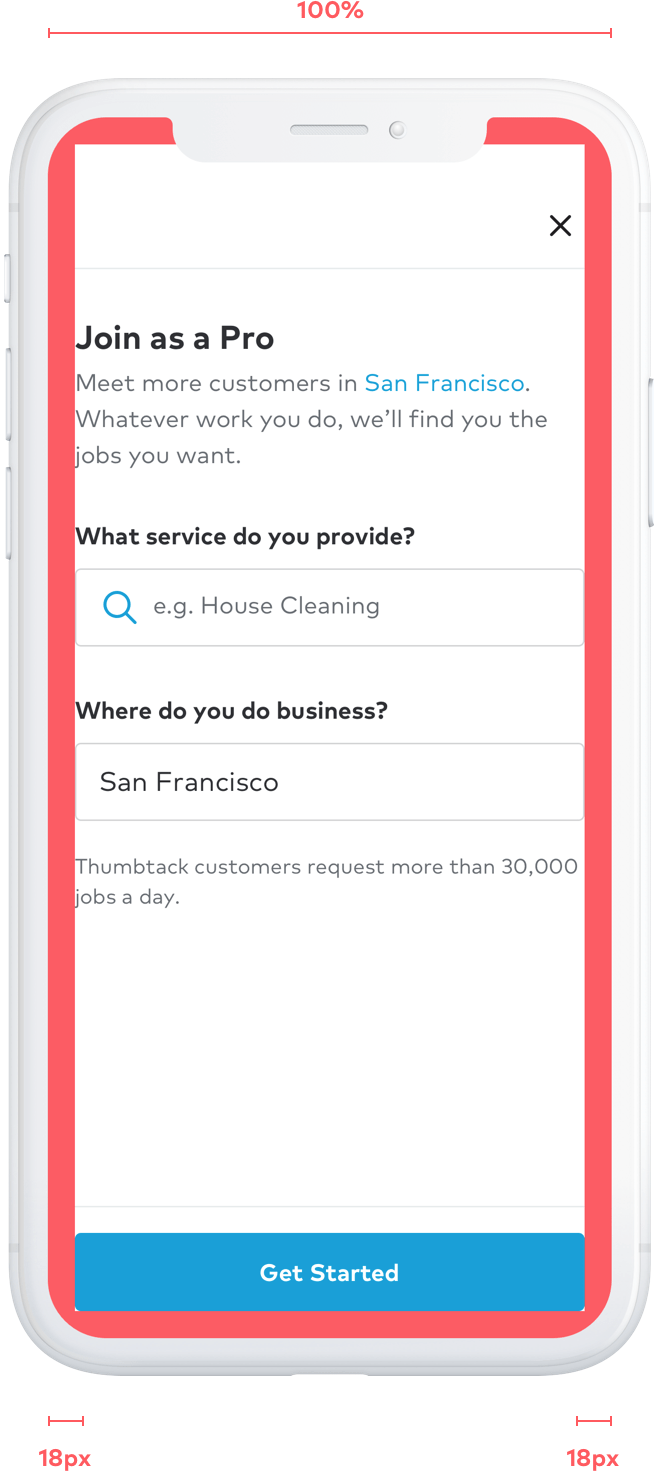 100%
Join as a Pro
Meet more customers in San Francisco.
Whatever work you do, we’ll find you the
jobs you want.
What service do you provide?
e.g. House Cleaning
Where do you do business?
San Francisco
Thumbtack customers request more than 30,000
jobs a day.
Get Started
18px
18px